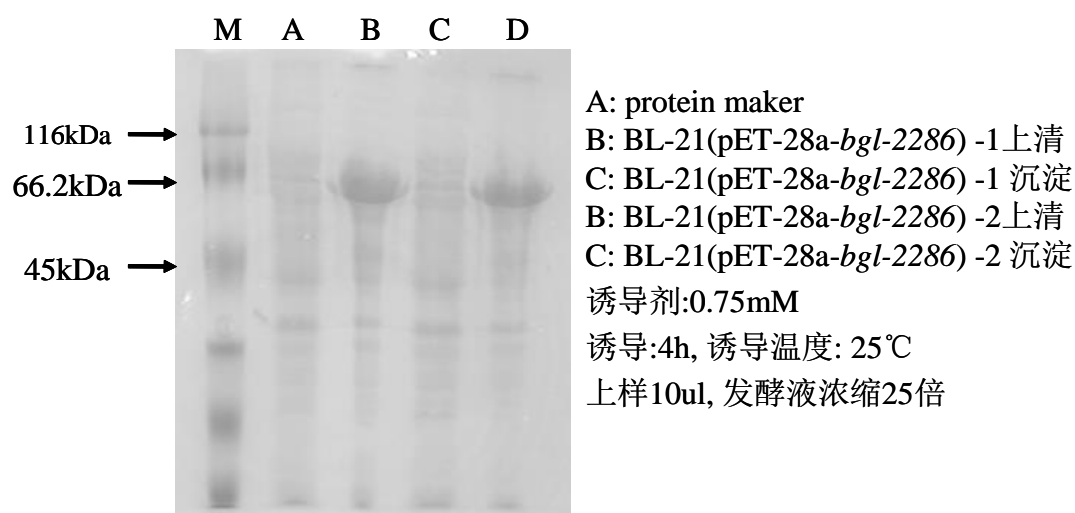 M A B C D
116kDa
66.2kDa
45kDa
A: protein maker
B: BL-21(pET-28a-bgl-2286) -1上清
C: BL-21(pET-28a-bgl-2286) -1 沉淀
B: BL-21(pET-28a-bgl-2286) -2上清
C: BL-21(pET-28a-bgl-2286) -2 沉淀
诱导剂:0.75mM
诱导:4h, 诱导温度: 25℃
上样10ul, 发酵液浓缩25倍